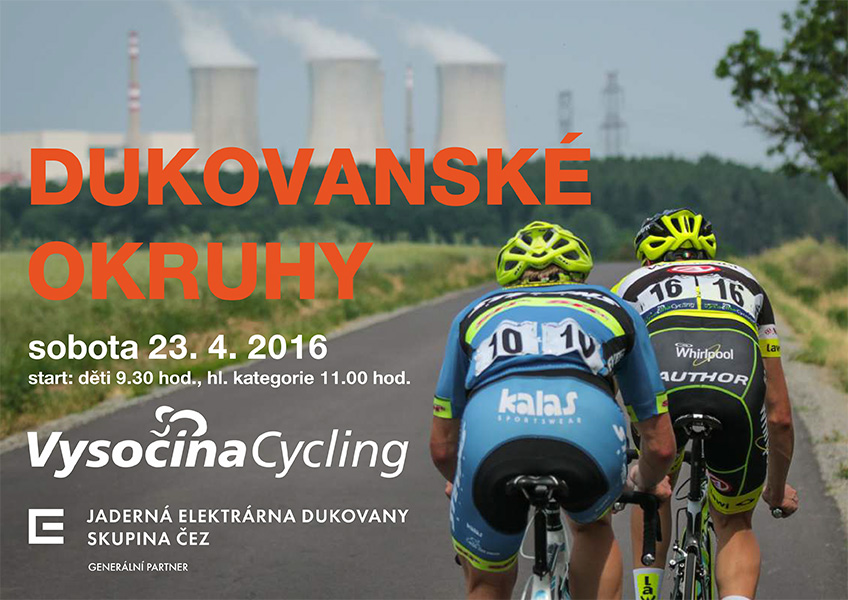 DUKOVANSKÉ
OKRUHY
sobota 23. 4. 2016
start: děti 9.30 hod., hl. kategorie 11.00 hod.
VysočinaCycling
JADERNÁ ELEKTRÁRNA DUKOVANY
SKUPINA ČEZ
GENERÁLNÍ PARTNER
10 10
kalas
SPORTSWEAR
16 16
Whirlpool
AUTHOR